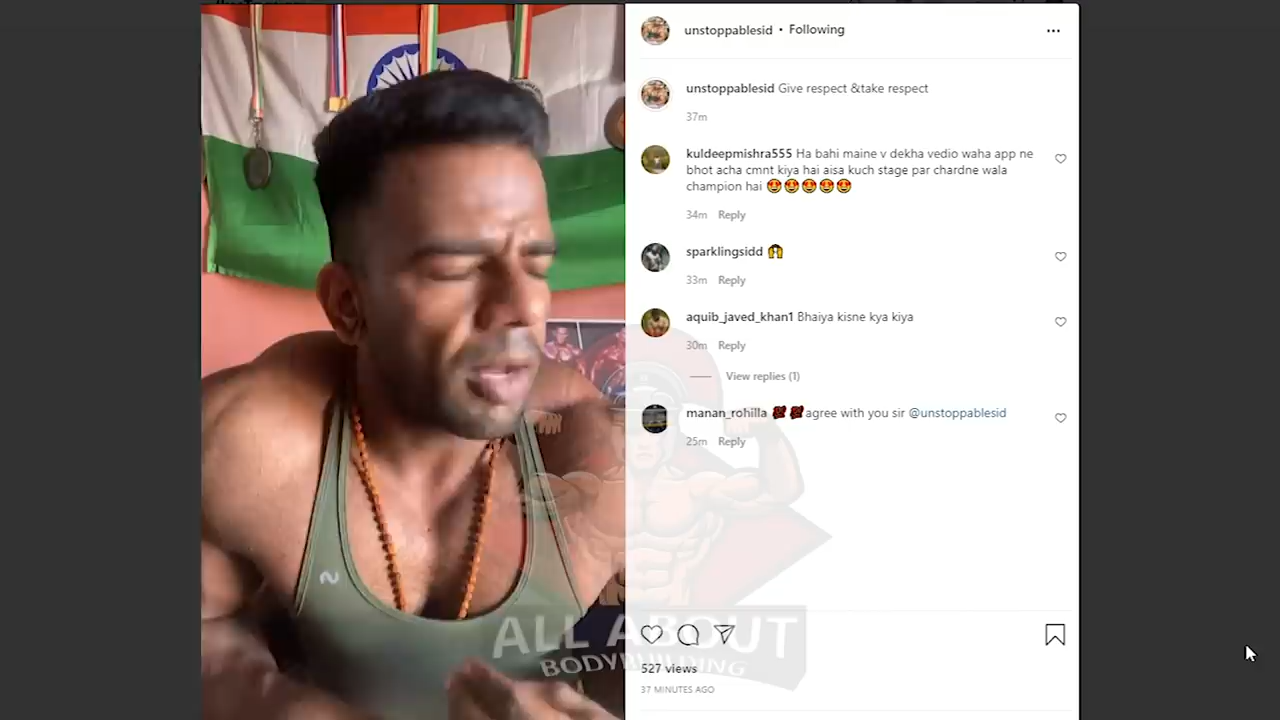 unstoppablesid • Following
unstoppablesid Give respect &take respect
37m
kuldeepmishra555 Ha bahi maine v dekha vedio waha app ne
bhot acha cmnt kiya hai aisa kuch stage par chardne wala
champion hai 🤩🤩🤩🤩🤩
34m Reply
sparklingsidd 🙌
33m Reply
aquib_javed_khan1 Bhaiya kisne kya kiya
30m Reply
View replies (1)
manan_rohilla 💯 💯 agree with you sir @unstoppablesid
25m Reply
ALL ABOUT
BODYBUILDING
527 views
37 MINUTES AGO